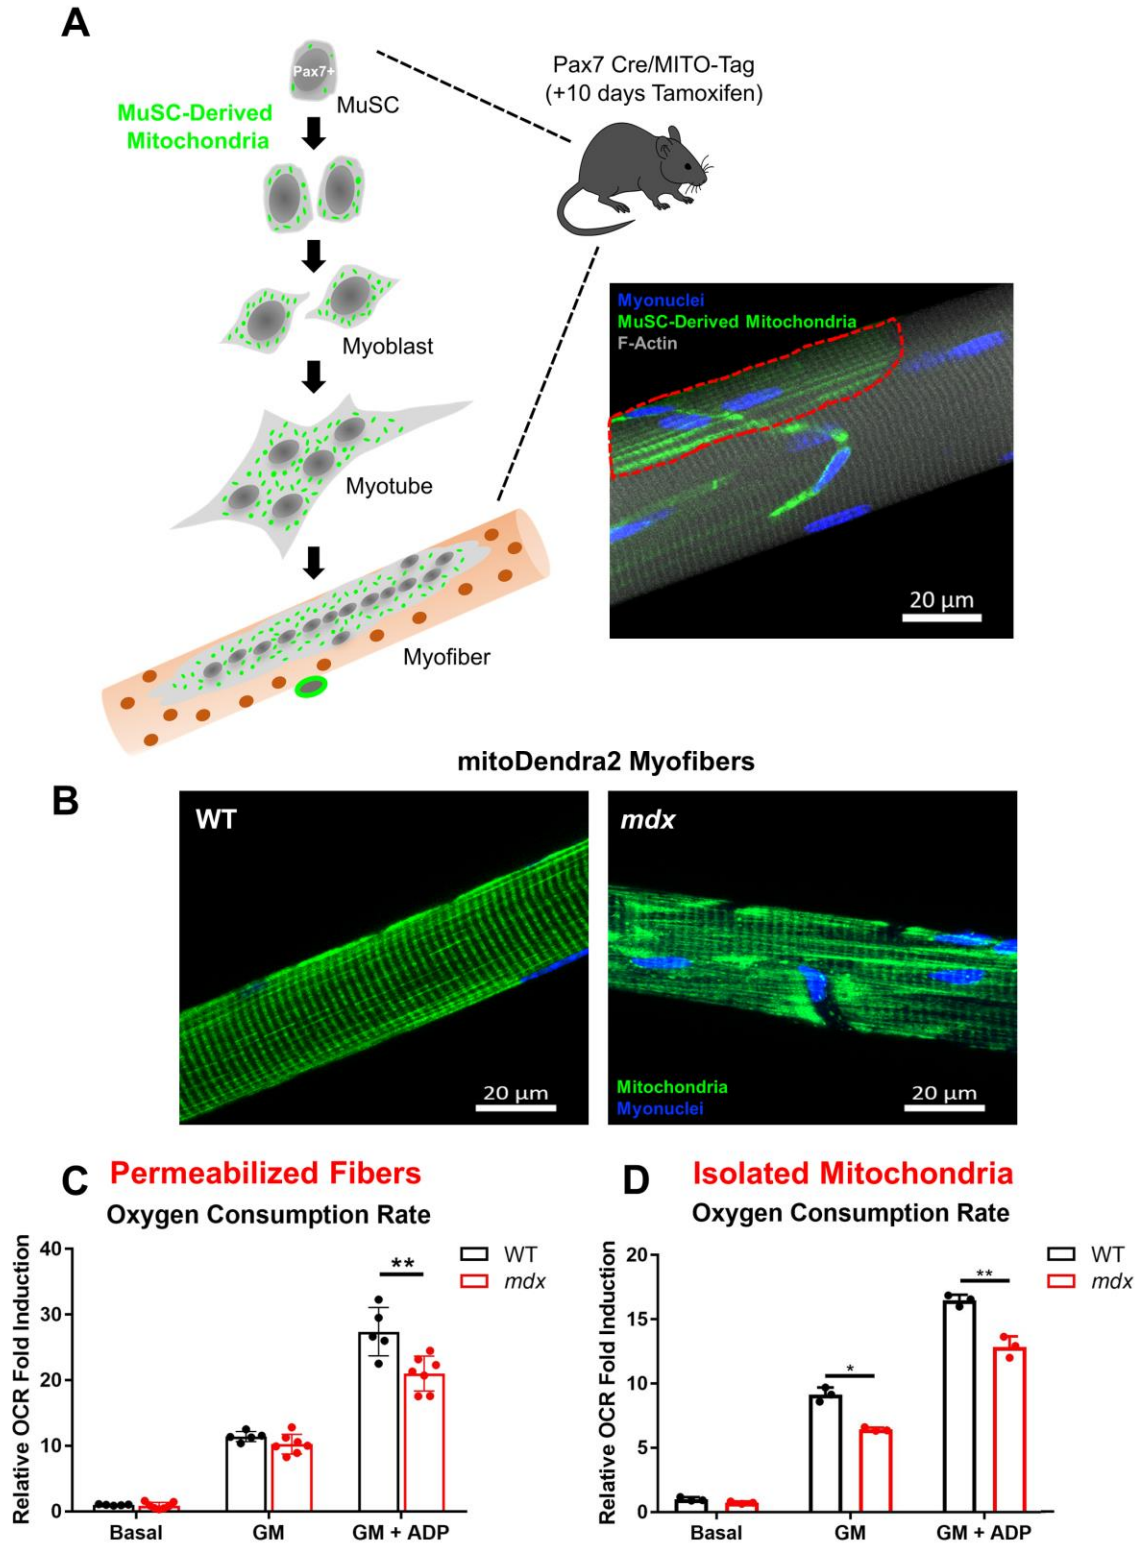 A
Pax7+
MuSC
MuSC-Derived
Mitochondria
Pax7 Cre/MITO-Tag
(+10 days Tamoxifen)
Myoblast
Myotube
Myofiber
Myonuclei
MuSC-Derived Mitochondria
F-Actin
20 µm
mitoDendra2 Myofibers
B
WT
20 µm
mdx
Mitochondria
Myonuclei
20 µm
C
Permeabilized Fibers
Oxygen Consumption Rate
Relative OCR Fold Induction
40
30
20
10
0
**
WT
mdx
Basal
GM
GM + ADP
D
Isolated Mitochondria
Oxygen Consumption Rate
Relative OCR Fold Induction
20
15
10
5
0
*
**
WT
mdx
Basal
GM
GM + ADP